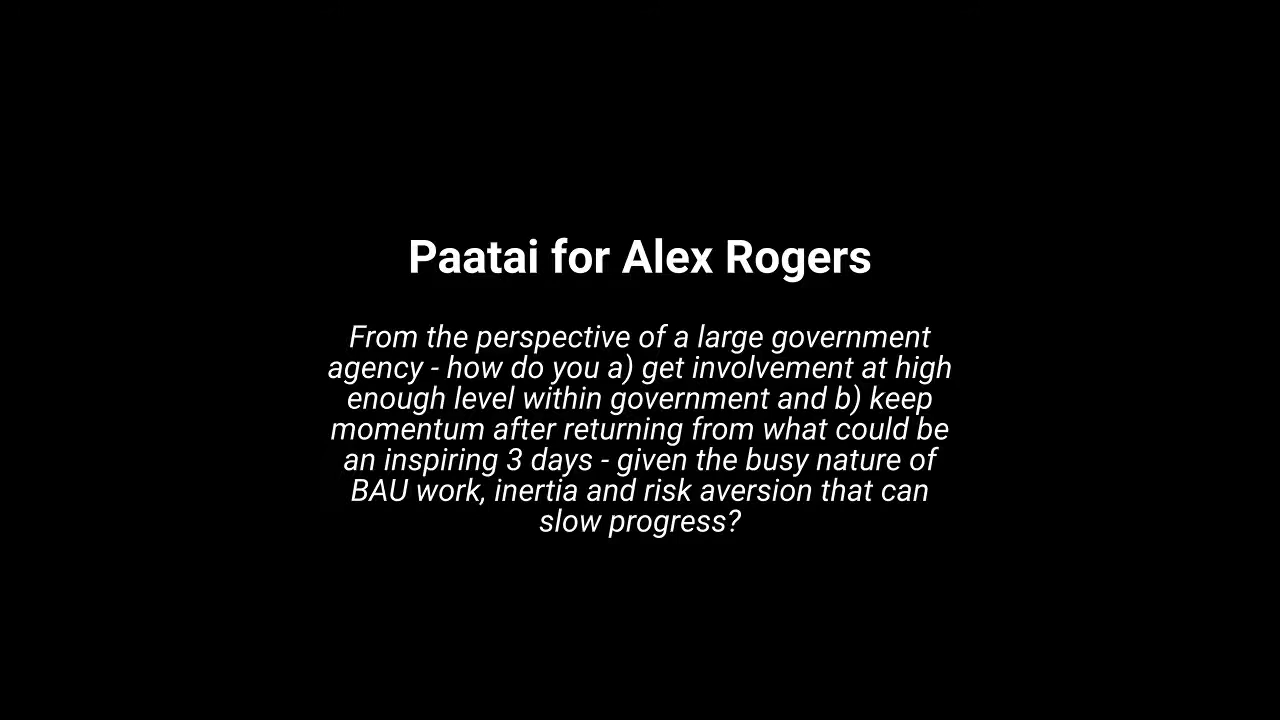 Paatai for Alex Rogers
From the perspective of a large government
agency - how do you a) get involvement at high
enough level within government and b) keep
momentum after returning from what could be
an inspiring 3 days - given the busy nature of
BAU work, inertia and risk aversion that can
slow progress?